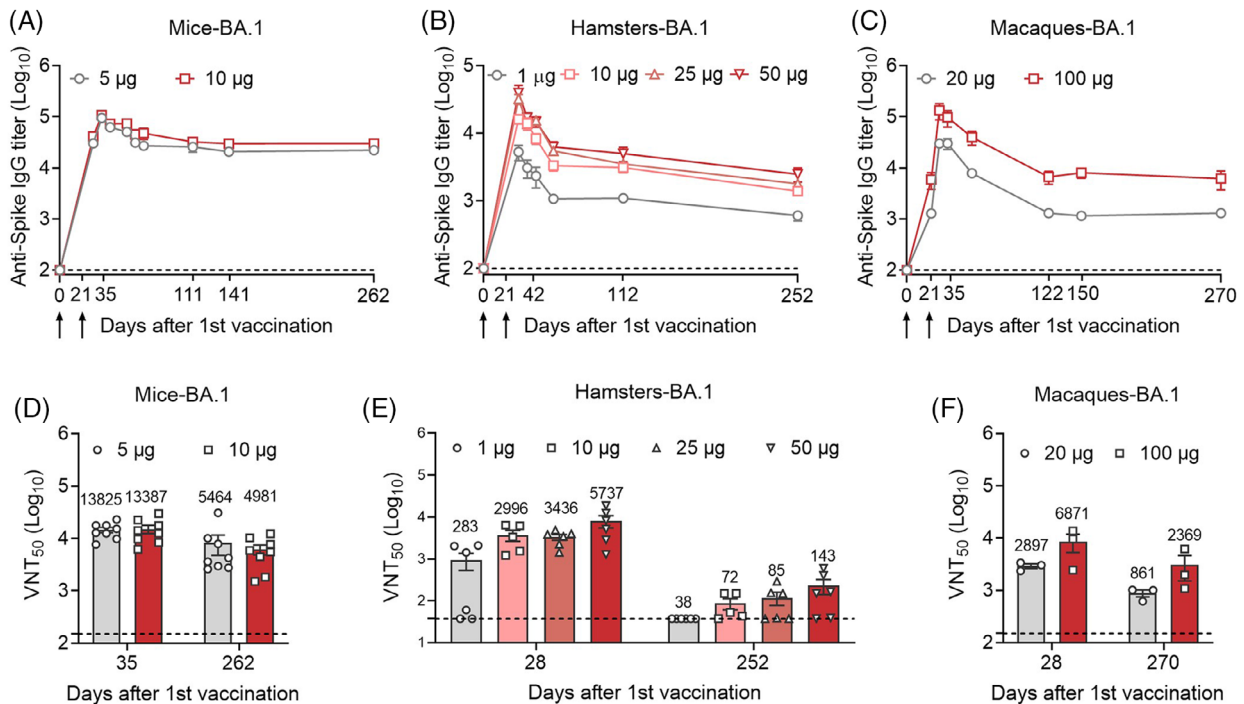 (A)
Mice-BA.1
5 µg
10 µg
Anti-Spike IgG titer (Log10)
6
5
4
3
2
0 21 35 111 141 262
Days after 1st vaccination
(B)
Hamsters-BA.1
1 µg
10 µg
25 µg
50 µg
Anti-Spike IgG titer (Log10)
5
4
3
2
0 21 42 112 252
Days after 1st vaccination
(C)
Macaques-BA.1
20 µg
100 µg
Anti-Spike IgG titer (Log10)
6
5
4
3
2
0 21 35 122 150 270
Days after 1st vaccination
(D)
Mice-BA.1
5 µg
10 µg
VNT50 (Log10)
6
5
4
3
2
13825 13387 5464 4981
35 262
Days after 1st vaccination
(E)
Hamsters-BA.1
1 µg
10 µg
25 µg
50 µg
VNT50 (Log10)
6
5
4
3
2
1
283 2996 3436 5737 38 72 85 143
28 252
Days after 1st vaccination
(F)
Macaques-BA.1
20 µg
100 µg
VNT50 (Log10)
6
5
4
3
2
2897 6871 861 2369
28 270
Days after 1st vaccination